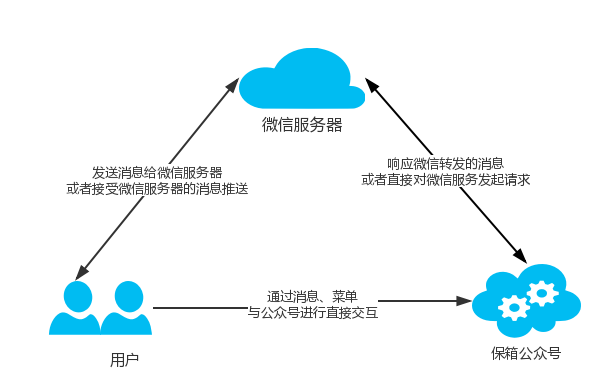 微信服务器
发送消息给微信服务器
或者接受微信服务器的消息推送
响应微信转发的消息
或者直接对微信服务发起请求
通过消息、菜单
与公众号进行直接交互
用户
保箱公众号